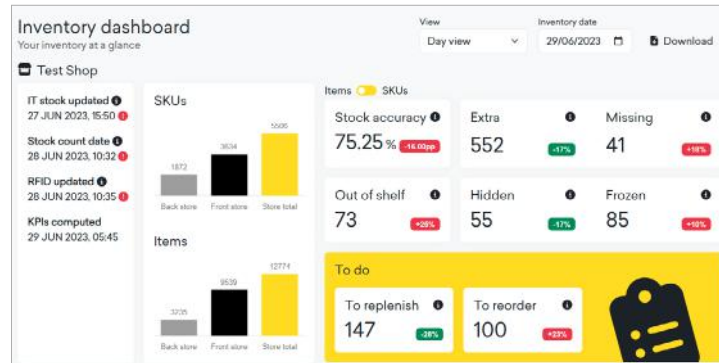 Inventory dashboard
Your inventory at a glance
View
Day view
Inventory date
29/06/2023
Download
Test Shop
IT stock updated
27 JUN 2023, 15:50
Stock count date
28 JUN 2023, 10:32
RFID updated
28 JUN 2023, 10:35
KPIs computed
29 JUN 2023, 05:45
SKUs
1872
3634
5506
Back store
Front store
Store total
Items
3235
9539
12774
Back store
Front store
Store total
Items SKUs
Stock accuracy
75.25 % -16.00pp
Extra
552 -17%
Missing
41 +18%
Out of shelf
73 +26%
Hidden
55 -17%
Frozen
85 +10%
To do
To replenish
147 -28%
To reorder
100 +23%